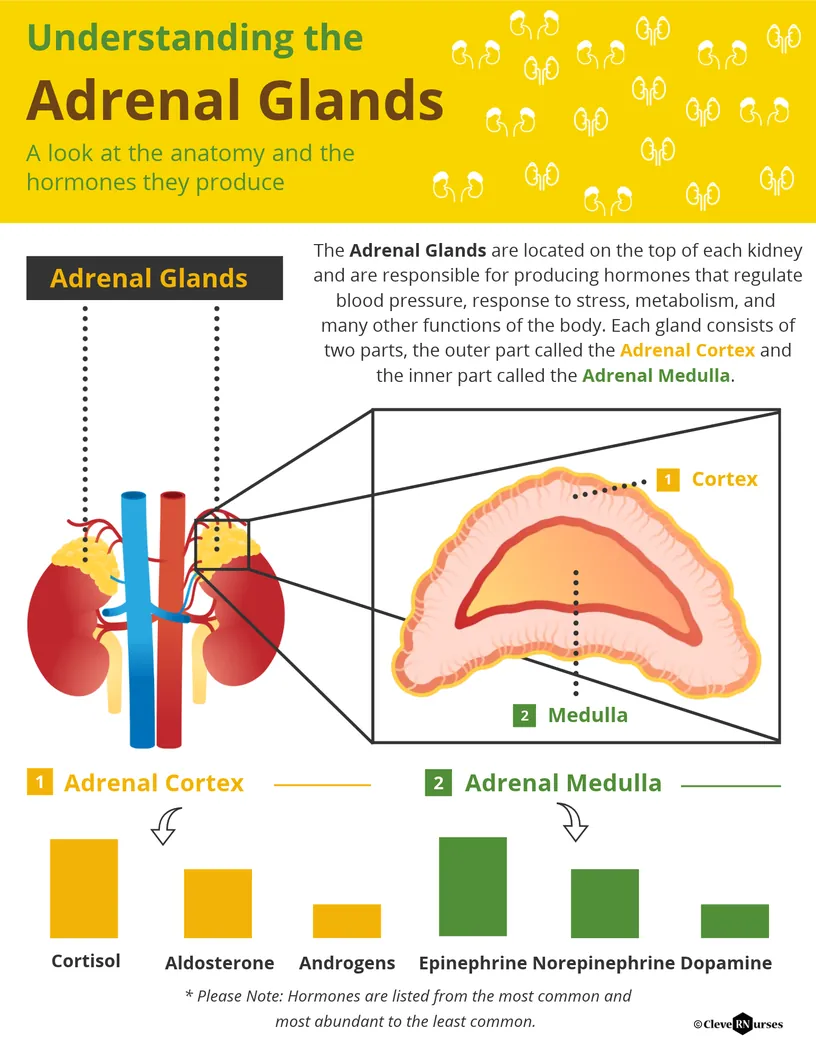 Understanding the
Adrenal Glands
A look at the anatomy and the
hormones they produce
Adrenal Glands
The Adrenal Glands are located on the top of each kidney
and are responsible for producing hormones that regulate
blood pressure, response to stress, metabolism, and
many other functions of the body. Each gland consists of
two parts, the outer part called the Adrenal Cortex and
the inner part called the Adrenal Medulla.
1 Cortex
2 Medulla
1 Adrenal Cortex
2 Adrenal Medulla
Cortisol Aldosterone Androgens Epinephrine Norepinephrine Dopamine
* Please Note: Hormones are listed from the most common and
most abundant to the least common.
©CleveRNurses